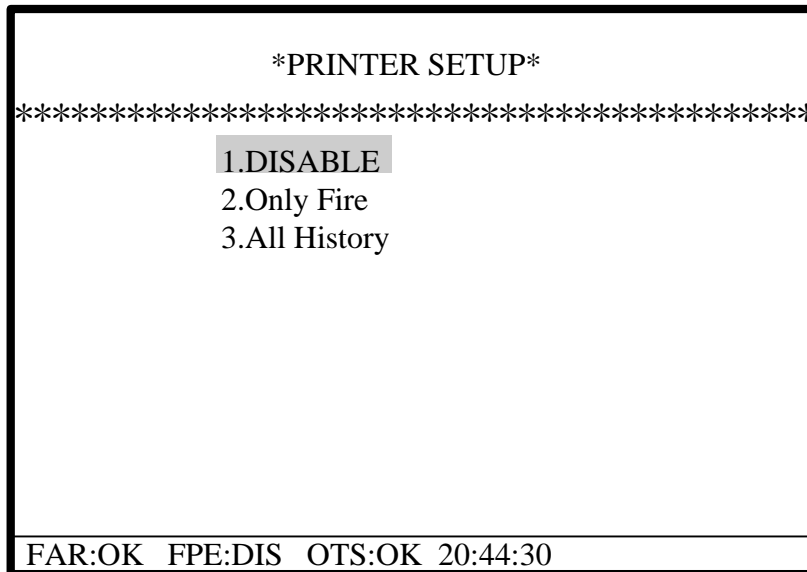 *PRINTER SETUP*
*******************************************
1.DISABLE
2.Only Fire
3.All History
FAR:OK FPE:DIS OTS:OK 20:44:30